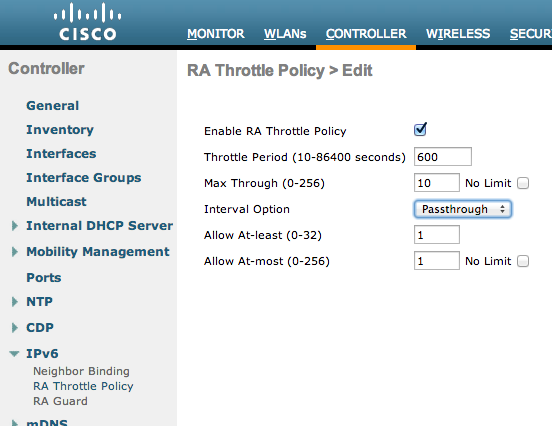 CISCO
MONITOR WLANs CONTROLLER WIRELESS SECUR
Controller
General
Inventory
Interfaces
Interface Groups
Multicast
Internal DHCP Server
Mobility Management
Ports
NTP
CDP
IPv6
Neighbor Binding
RA Throttle Policy
RA Guard
mDNS
RA Throttle Policy > Edit
Enable RA Throttle Policy
Throttle Period (10-86400 seconds) 600
Max Through (0-256) 10 No Limit
Interval Option Passthrough
Allow At-least (0-32) 1
Allow At-most (0-256) 1 No Limit